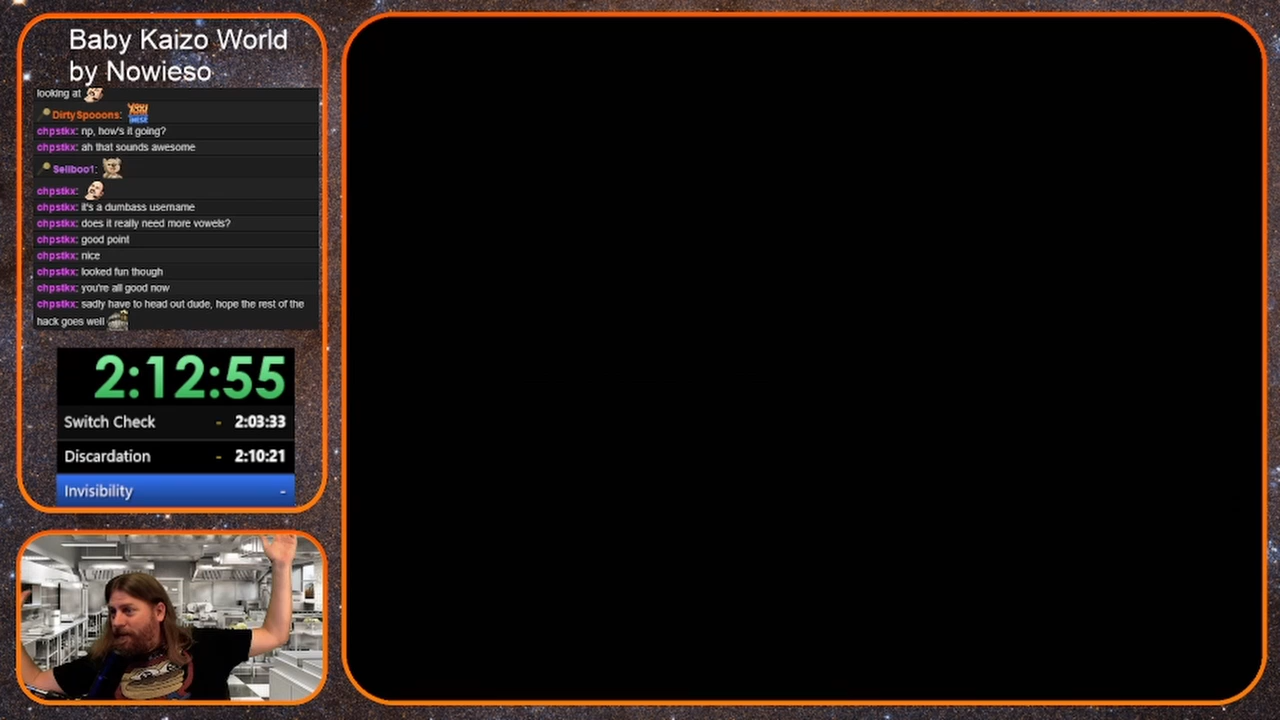 Baby Kaizo World
by Nowieso
looking at
DirtySpooons:
chpstkx: np, how's it going?
chpstkx: ah that sounds awesome
Sellboo1:
chpstkx:
chpstkx: it's a dumbass username
chpstkx: does it really need more vowels?
chpstkx: good point
chpstkx: nice
chpstkx: looked fun though
chpstkx: you're all good now
chpstkx: sadly have to head out dude, hope the rest of the
hack goes well
2:12:55
Switch Check - 2:03:33
Discardation - 2:10:21
Invisibility -